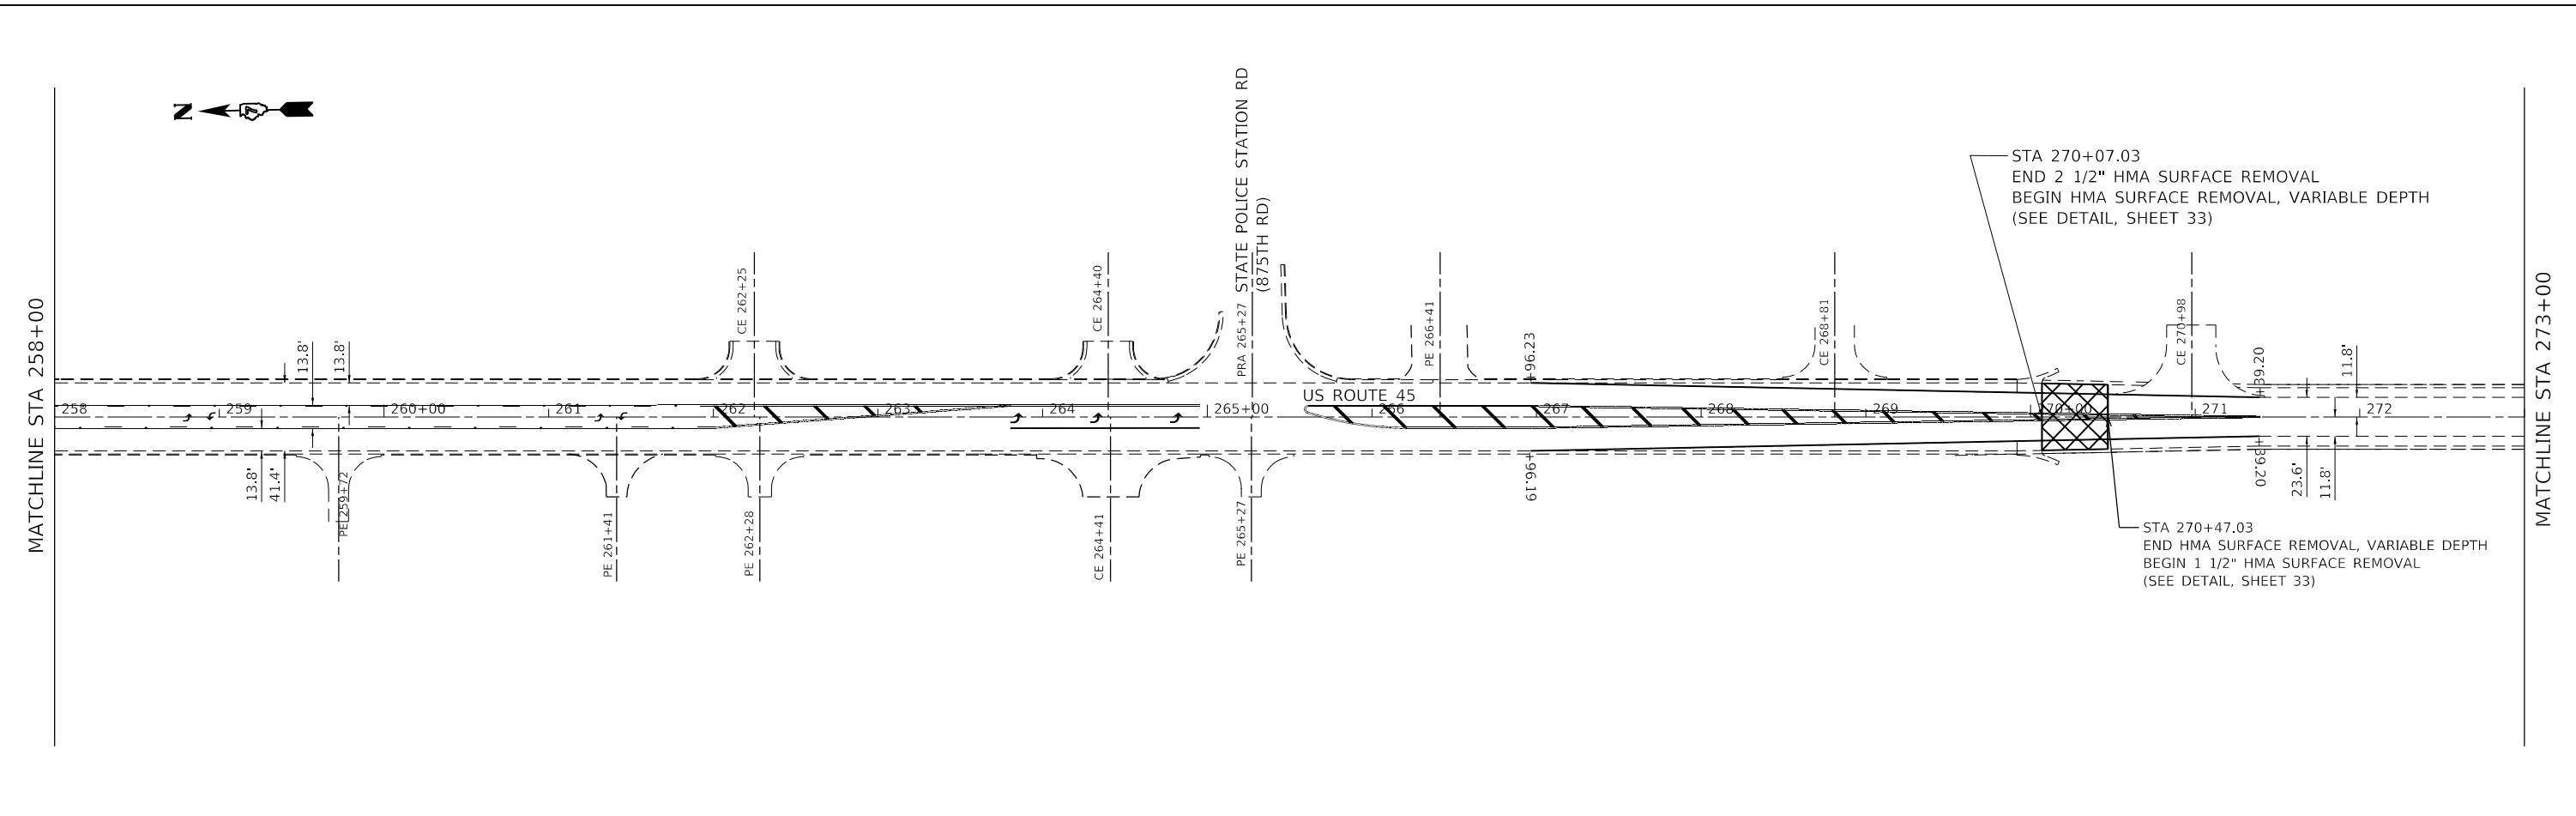 N
STATE POLICE STATION RD
(875TH RD)
STA 270+07.03
END 2 1/2" HMA SURFACE REMOVAL
BEGIN HMA SURFACE REMOVAL, VARIABLE DEPTH
(SEE DETAIL, SHEET 33)
MATCHLINE STA 258+00
MATCHLINE STA 273+00
CE 262+25
CE 264+40
PRA 265+27
PE 266+41
CE 268+81
CE 270+98
13.8'
13.8'
+96.23
+39.20
11.8'
US ROUTE 45
258
259
260+00
261
262
263
264
265+00
266
267
268
269
270+00
271
272
13.8'
41.4'
PE 259+72
PE 261+41
PE 262+28
CE 264+41
PE 265+27
+96.19
+39.20
23.6'
11.8'
STA 270+47.03
END HMA SURFACE REMOVAL, VARIABLE DEPTH
BEGIN 1 1/2" HMA SURFACE REMOVAL
(SEE DETAIL, SHEET 33)